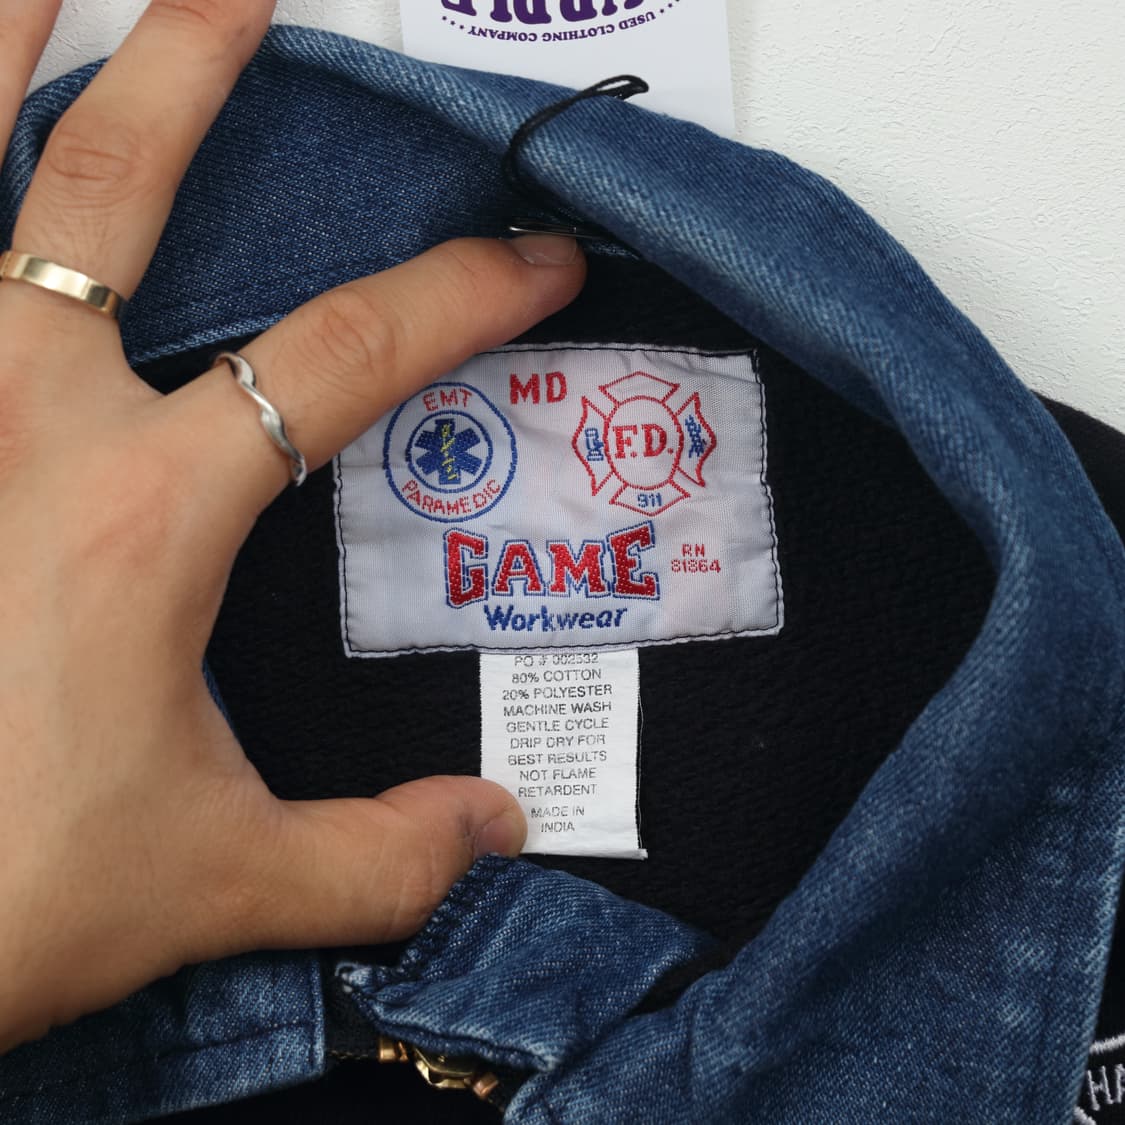 USED CLOTHING COMPANY
MD
EMT
PARAMEDIC
F.D.
911
GAME
Workwear
RN
81864
PO # 002532
80% COTTON
20% POLYESTER
MACHINE WASH
GENTLE CYCLE
DRIP DRY FOR
BEST RESULTS
NOT FLAME
RETARDENT
MADE IN
INDIA